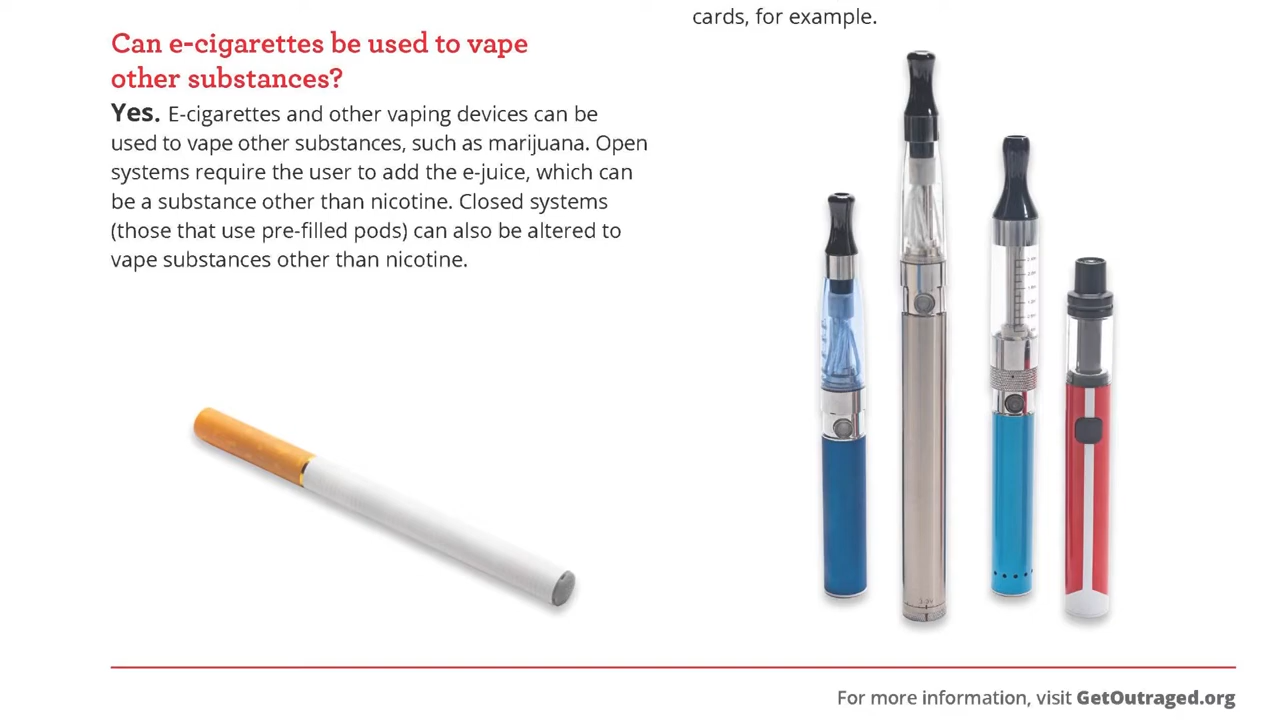 cards, for example.
Can e-cigarettes be used to vape
other substances?
Yes. E-cigarettes and other vaping devices can be
used to vape other substances, such as marijuana. Open
systems require the user to add the e-juice, which can
be a substance other than nicotine. Closed systems
(those that use pre-filled pods) can also be altered to
vape substances other than nicotine.
For more information, visit GetOutraged.org